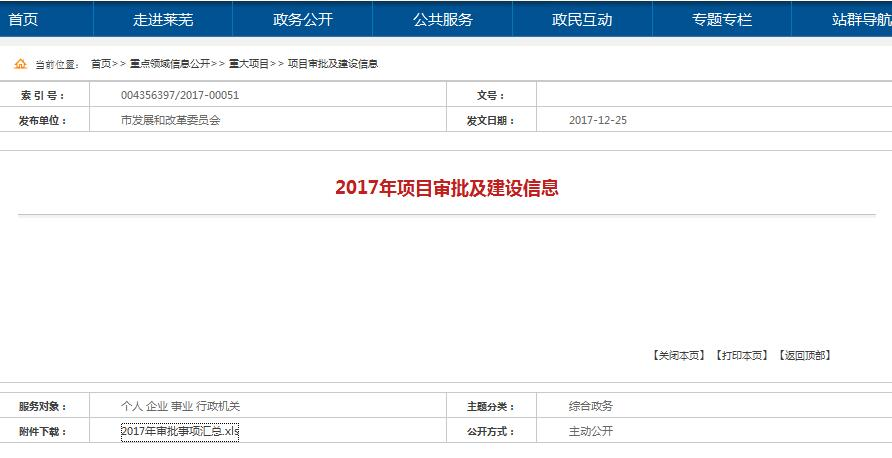 首页 走进莱芜 政务公开 公共服务 政民互动 专题专栏 站群导航
当前位置： 首页>> 重点领域信息公开>> 重大项目>> 项目审批及建设信息
索 引 号： 004356397/2017-00051 文号：
发布单位： 市发展和改革委员会 发文日期： 2017-12-25
2017年项目审批及建设信息
【关闭本页】 【打印本页】 【返回顶部】
服务对象： 个人 企业 事业 行政机关 主题分类： 综合政务
附件下载： 2017年审批事项汇总.xls 公开方式： 主动公开